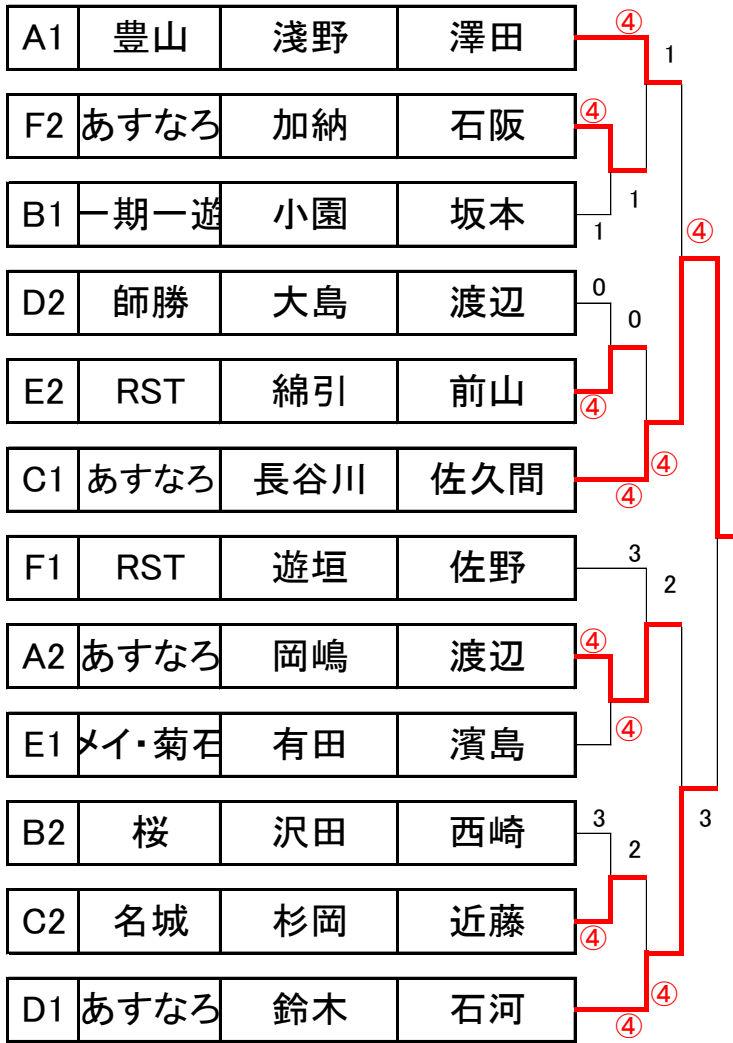 A1 豊山 淺野 澤田 ④ 1
F2 あすなろ 加納 石阪 ④
B1 一期一遊 小園 坂本 1 1 ④
D2 師勝 大島 渡辺 0 0
E2 RST 綿引 前山 ④
C1 あすなろ 長谷川 佐久間 ④ ④
F1 RST 遊垣 佐野 3 2
A2 あすなろ 岡嶋 渡辺 ④
E1 メイ・菊石 有田 濱島 ④
B2 桜 沢田 西崎 3 2 3
C2 名城 杉岡 近藤 ④
D1 あすなろ 鈴木 石河 ④ ④